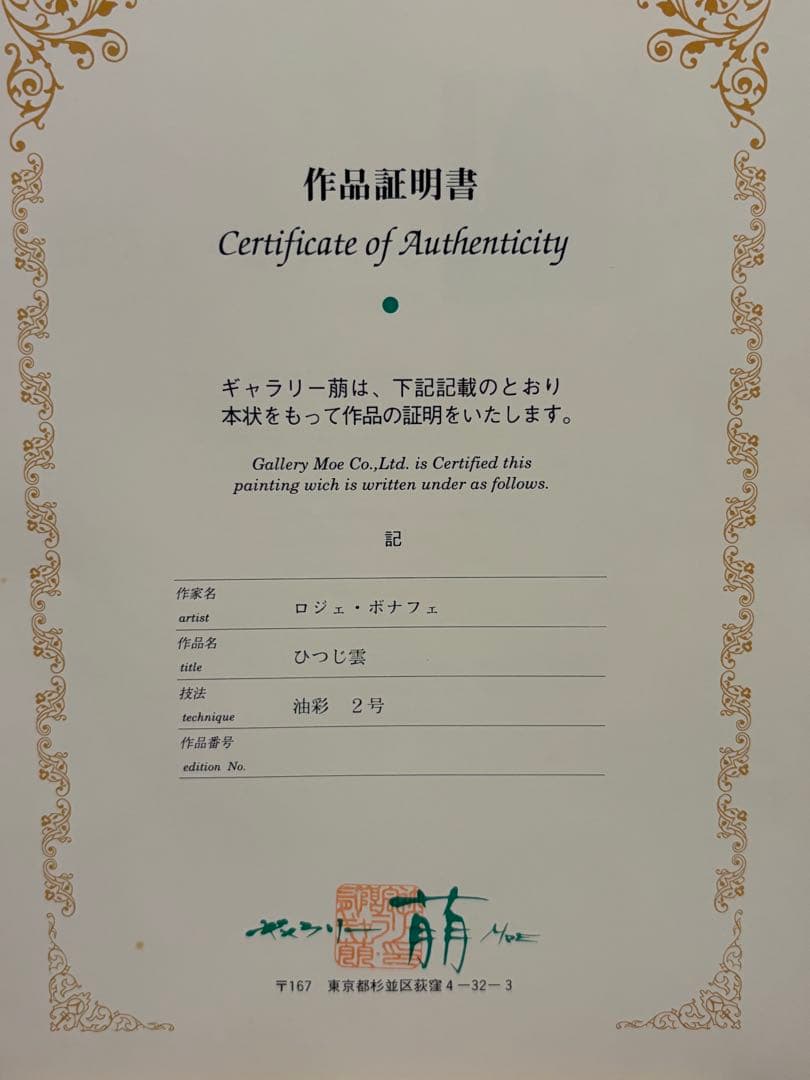 作品証明書
Certificate of Authenticity
ギャラリー萠は、下記記載のとおり
本状をもって作品の証明をいたします。
Gallery Moe Co.,Ltd. is Certified this
painting wich is written under as follows.
記
作家名
artist
ロジェ・ボナフェ
作品名
title
ひつじ雲
技法
technique
油彩 2号
作品番号
edition No.
ギャラリー 萠 MOE
〒167 東京都杉並区荻窪4-32-3